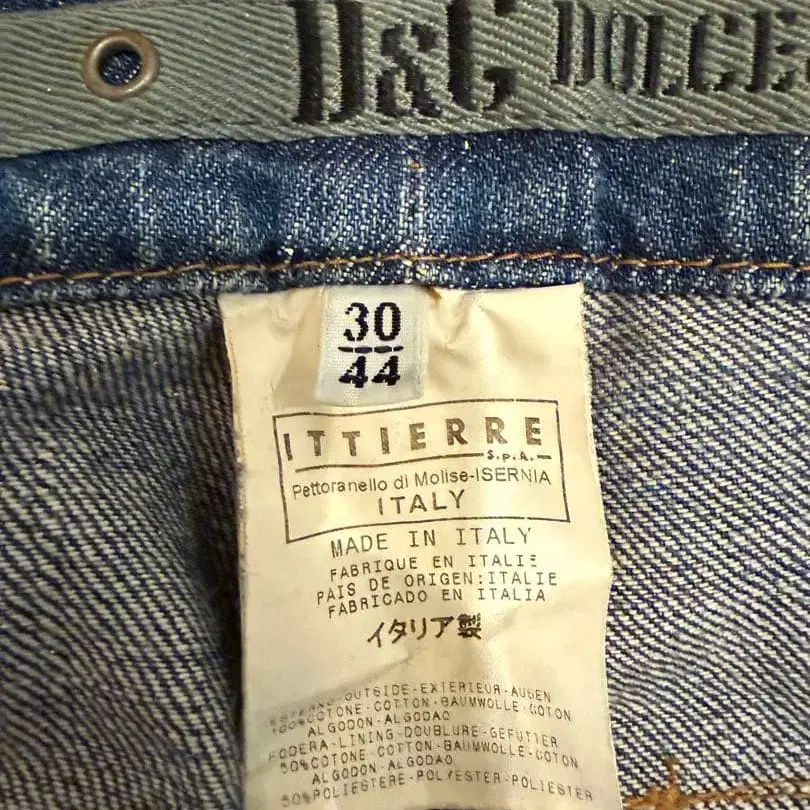 D&G DOLCE
30
44
ITTIERRE
S.p.A.
Pettoranello di Molise-ISERNIA
ITALY
MADE IN ITALY
FABRIQUE EN ITALIE
PAIS DE ORIGEN:ITALIE
FABRICADO EN ITALIA
イタリア製
OUTSIDE-EXTERIEUR-AUSEN
100%COTONE-COTTON-BAUMWOLLE-COTON
ALGODON-ALGODAO
FODERA-LINING-DOUBLURE-GEFUTTER
50%COTONE-COTTON-BAUMWOLLE-COTON
ALGODON-ALGODAO
50%POLIESTERE-POLYESTER-POLIESTER